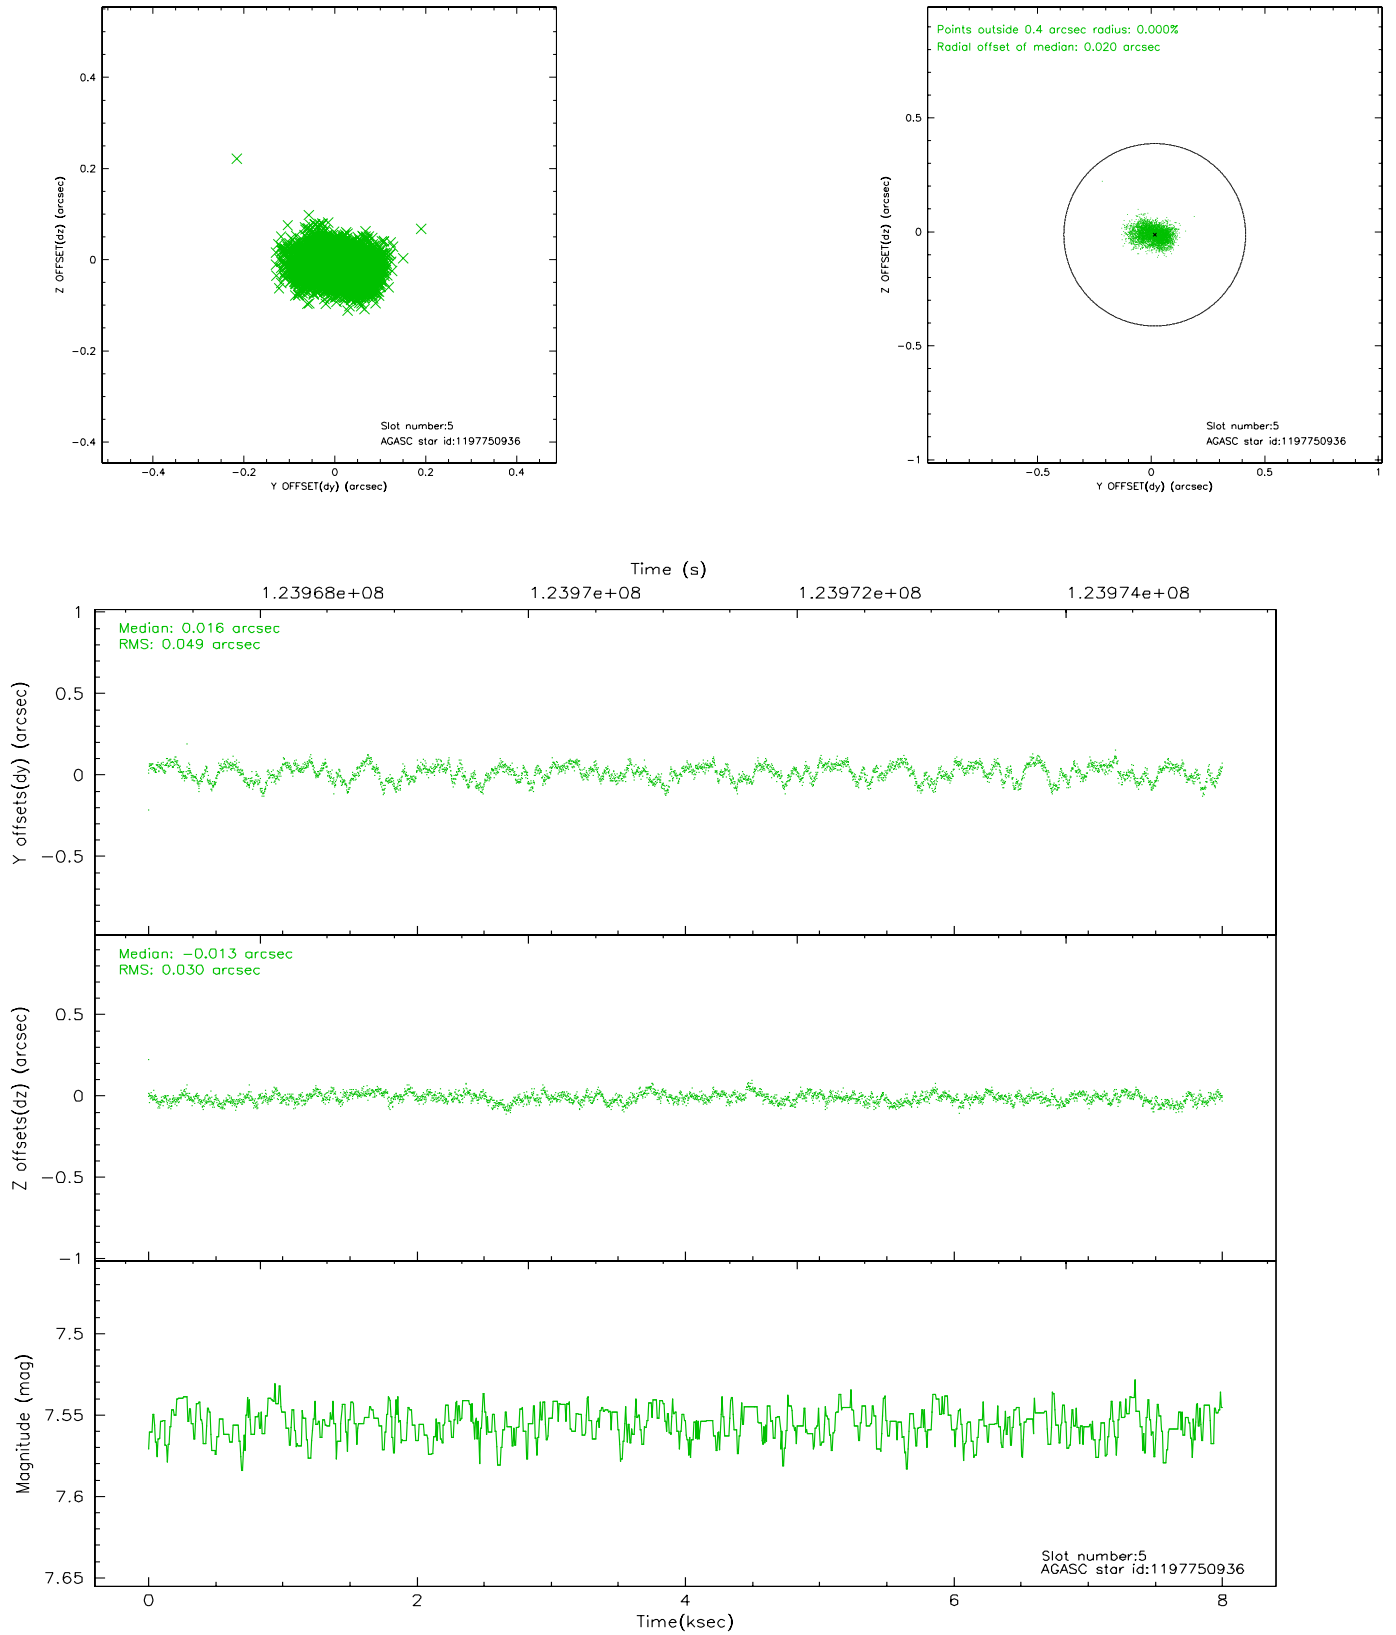 0.4
0.2
0
−0.2
−0.4
Z OFFSET(dz) (arcsec)
Slot number:5
AGASC star id:1197750936
−0.4 −0.2 0 0.2 0.4
Y OFFSET(dy) (arcsec)
Points outside 0.4 arcsec radius: 0.000%
Radial offset of median: 0.020 arcsec
0.5
0
−0.5
−1
Z OFFSET(dz) (arcsec)
Slot number:5
AGASC star id:1197750936
−0.5 0 0.5 1
Y OFFSET(dy) (arcsec)
Time (s)
1.23968e+08 1.2397e+08 1.23972e+08 1.23974e+08
Median: 0.016 arcsec
RMS: 0.049 arcsec
1
0.5
0
−0.5
Y offsets(dy) (arcsec)
Median: −0.013 arcsec
RMS: 0.030 arcsec
0.5
0
−0.5
−1
Z offsets(dz) (arcsec)
7.5
7.55
7.6
7.65
Magnitude (mag)
Slot number:5
AGASC star id:1197750936
0 2 4 6 8
Time(ksec)